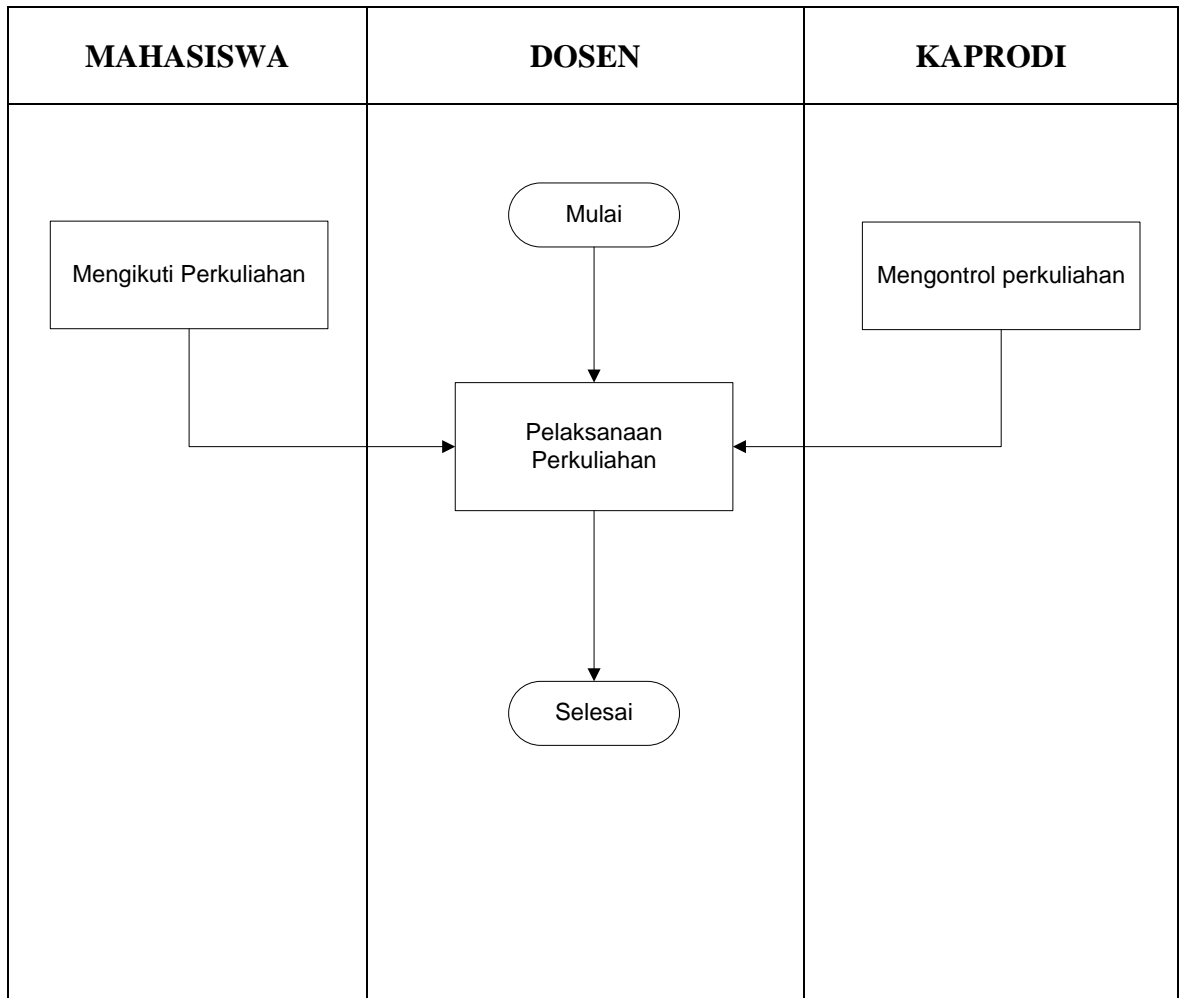 MAHASISWA
DOSEN
KAPRODI
Mulai
Mengikuti Perkuliahan
Mengontrol perkuliahan
Pelaksanaan
Perkuliahan
Selesai